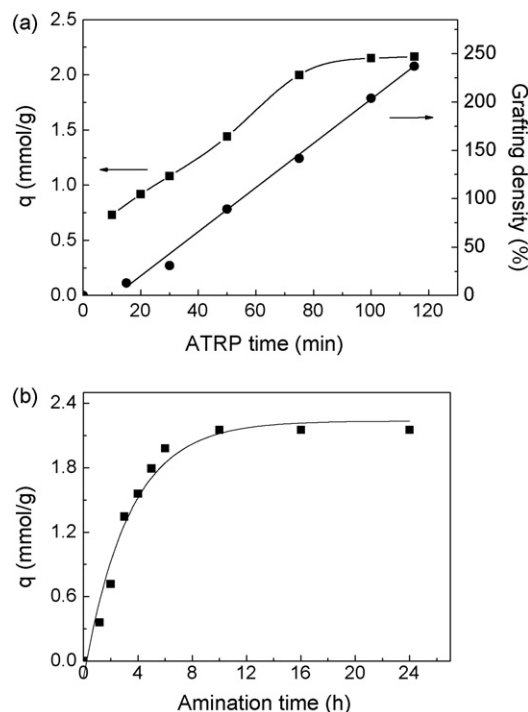 (a)
2.5
2.0
1.5
1.0
0.5
0.0
q (mmol/g)
250
200
150
100
50
0
Grafting density (%)
0 20 40 60 80 100 120
ATRP time (min)
(b)
2.4
1.8
1.2
0.6
0.0
q (mmol/g)
0 4 8 12 16 20 24
Amination time (h)